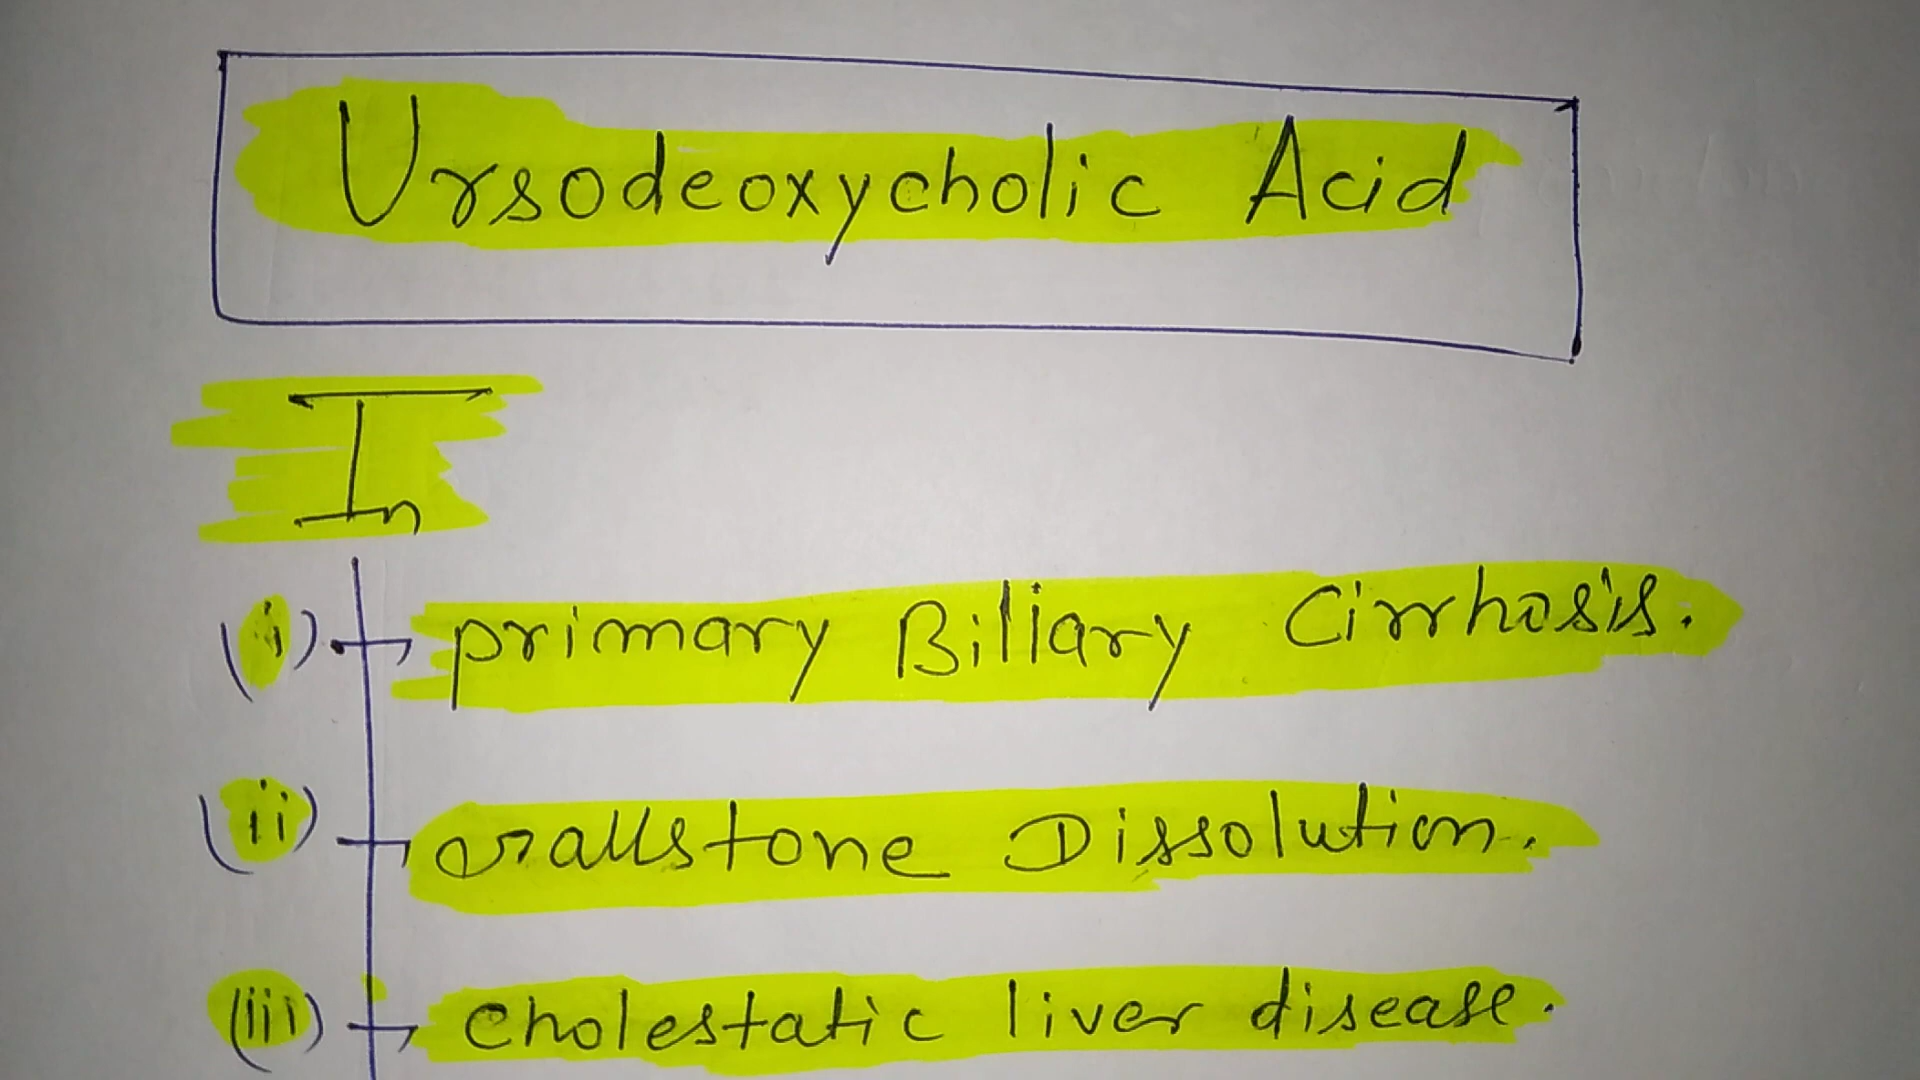 Ursodeoxycholic Acid
In
(i) primary Biliary Cirrhosis.
(ii) Gallstone Dissolution.
(iii) Cholestatic liver disease.